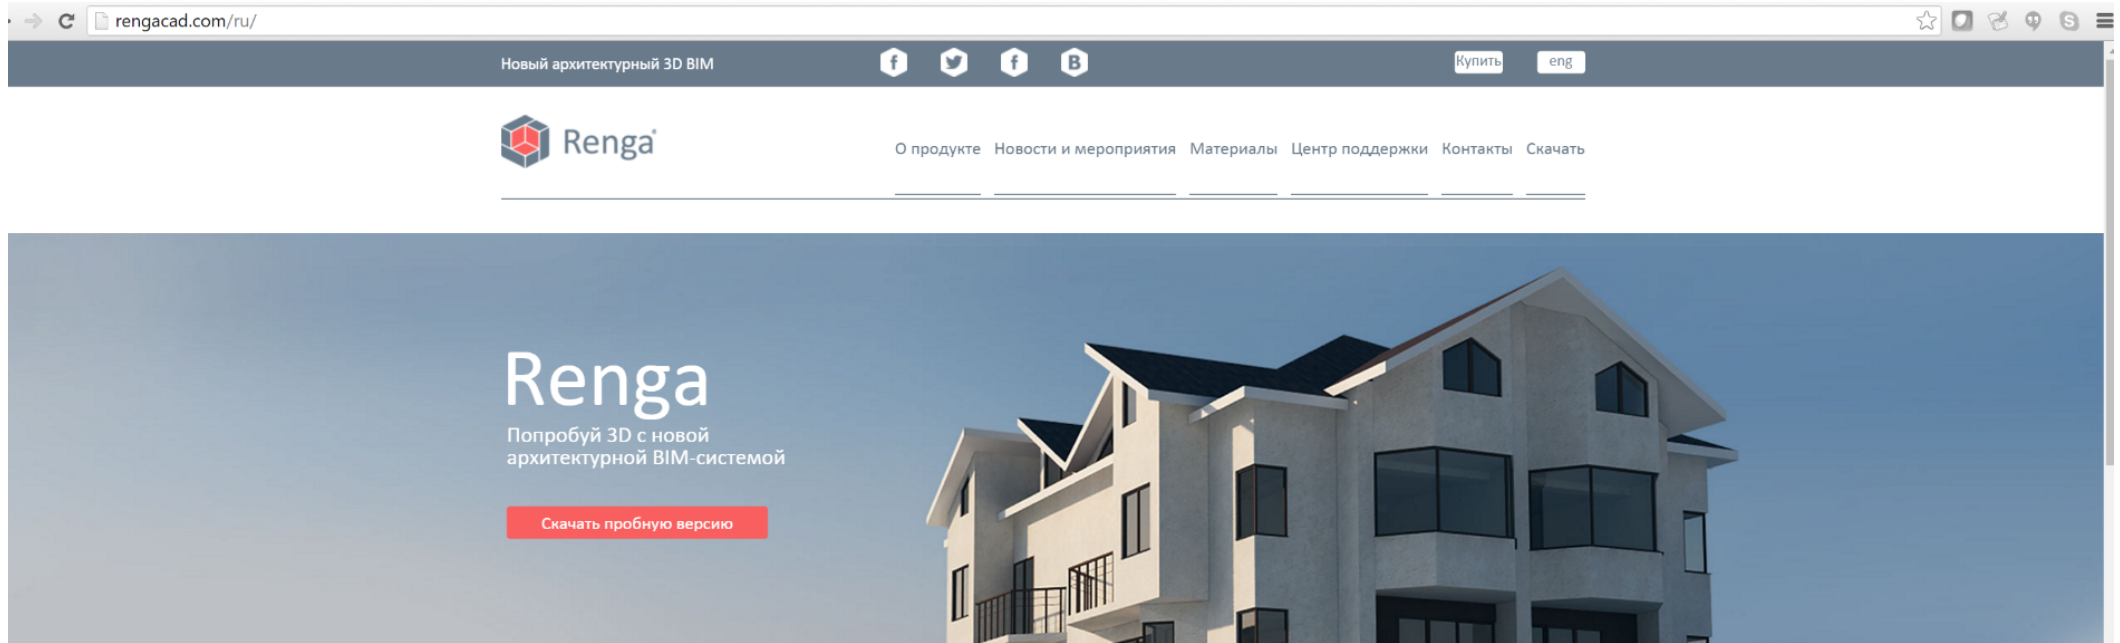 rengacad.com/ru/
Новый архитектурный 3D BIM
Купить
eng
Renga
О продукте Новости и мероприятия Материалы Центр поддержки Контакты Скачать
Renga
Попробуй 3D с новой
архитектурной BIM-системой
Скачать пробную версию